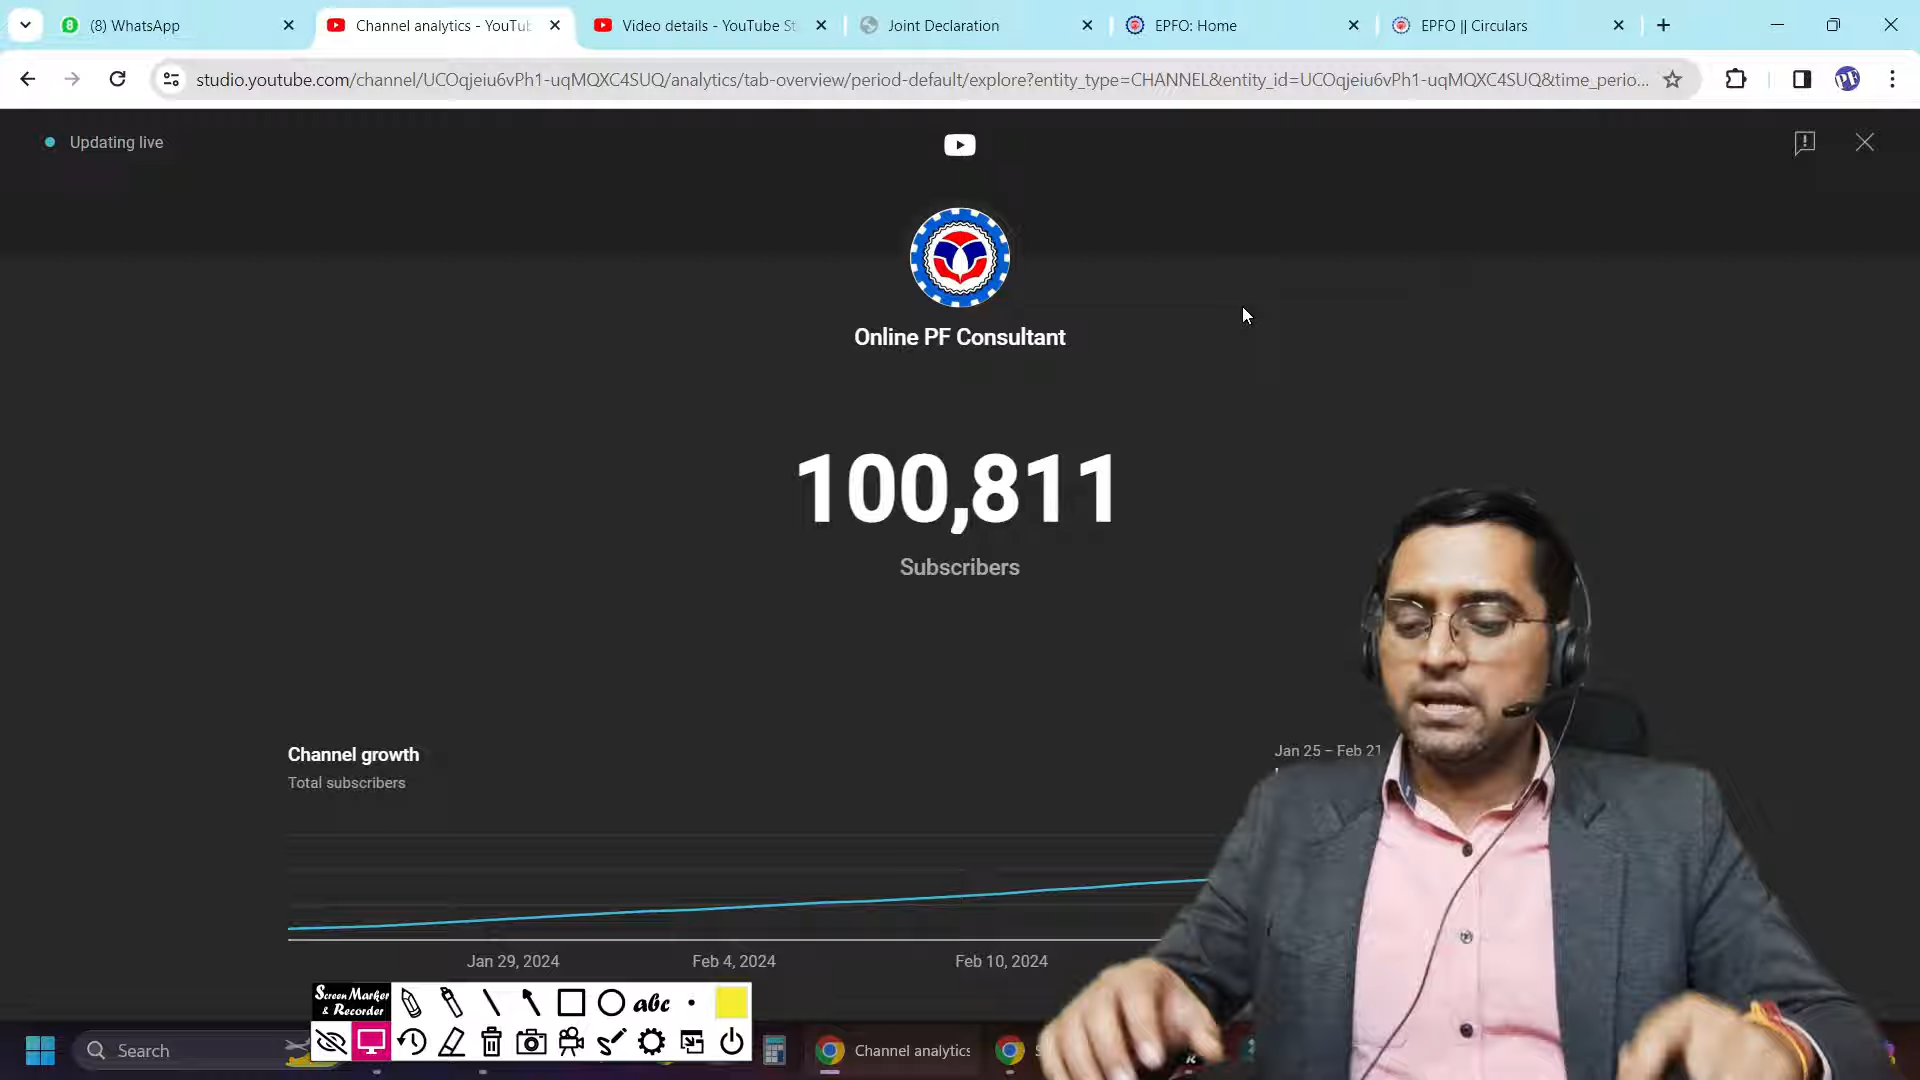 (8) WhatsApp
Channel analytics - YouTub
Video details - YouTube St
Joint Declaration
EPFO: Home
EPFO || Circulars
studio.youtube.com/channel/UCOqjeiu6vPh1-uqMQXC4SUQ/analytics/tab-overview/period-default/explore?entity_type=CHANNEL&entity_id=UCOqjeiu6vPh1-uqMQXC4SUQ&time_perio...
PF
Updating live
Online PF Consultant
100,811
Subscribers
Channel growth
Total subscribers
Jan 25 – Feb 21
Jan 29, 2024
Feb 4, 2024
Feb 10, 2024
Screen Marker
& Recorder
abc
Search
Channel analytics